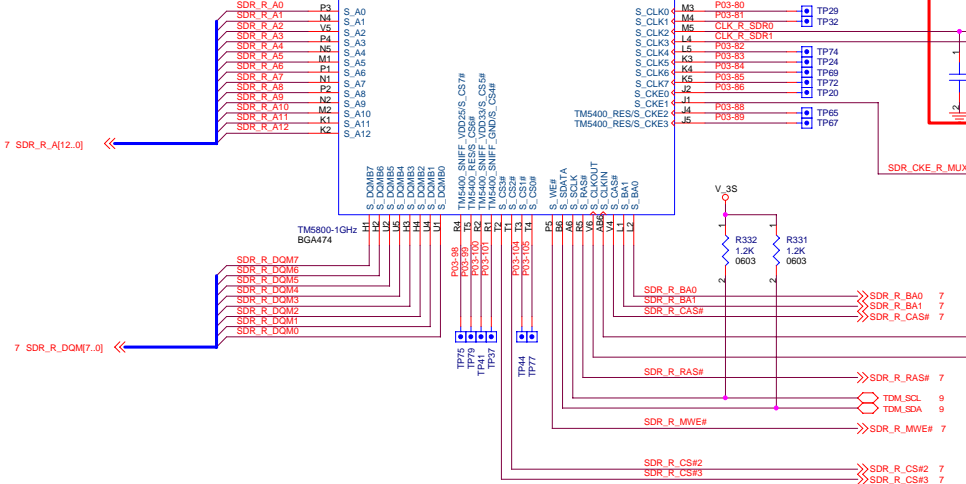 SDR_R_A0 P3 S_A0
SDR_R_A1 N4 S_A1
SDR_R_A2 V5 S_A2
SDR_R_A3 P4 S_A3
SDR_R_A4 N5 S_A4
SDR_R_A5 M1 S_A5
SDR_R_A6 P1 S_A6
SDR_R_A7 N1 S_A7
SDR_R_A8 P2 S_A8
SDR_R_A9 N2 S_A9
SDR_R_A10 M2 S_A10
SDR_R_A11 K1 S_A11
SDR_R_A12 K2 S_A12
7 SDR_R_A[12..0]
S_CLK0 M3 P03-80 TP29
S_CLK1 M4 P03-81 TP32
S_CLK2 M5 CLK_R_SDR0
S_CLK3 L4 CLK_R_SDR1
S_CLK4 L5 P03-82 TP74
S_CLK5 K3 P03-83 TP24
S_CLK6 K4 P03-84 TP69
S_CLK7 K5 P03-85 TP72
S_CKE0 J2 P03-86 TP20
S_CKE1 J1
TM5400_RES/S_CKE2 J4 P03-88 TP65
TM5400_RES/S_CKE3 J5 P03-89 TP67
SDR_CKE_R_MUX
1
2
S_DQMB7 H1
S_DQMB6 H2
S_DQMB5 U2
S_DQMB4 U5
S_DQMB3 H3
S_DQMB2 H4
S_DQMB1 U4
S_DQMB0 U1
TM5400_SNIFF_VDD25/S_CS7# R4 P03-98 TP75
TM5400_RES/S_CS6# T5 P03-99 TP79
TM5400_SNIFF_VDD33/S_CS5# R2 P03-100 TP41
TM5400_SNIFF_GND/S_CS4# R1 P03-101 TP37
S_CS3# T2
S_CS2# T1
S_CS1# T3 P03-104 TP44
S_CS0# T4 P03-105 TP77
S_WE# P5
S_SDATA B6
S_SCLK A6
S_RAS# R5
S_CLKOUT V6
S_CLKIN AB6
S_CAS# V4
S_BA1 L1
S_BA0 L2
TM5800-1GHz
BGA474
V_3S
1 R332 1.2K 0603 2
1 R331 1.2K 0603 2
SDR_R_DQM7
SDR_R_DQM6
SDR_R_DQM5
SDR_R_DQM4
SDR_R_DQM3
SDR_R_DQM2
SDR_R_DQM1
SDR_R_DQM0
7 SDR_R_DQM[7..0]
SDR_R_BA0 SDR_R_BA0 7
SDR_R_BA1 SDR_R_BA1 7
SDR_R_CAS# SDR_R_CAS# 7
SDR_R_RAS# SDR_R_RAS# 7
TDM_SCL 9
TDM_SDA 9
SDR_R_MWE# SDR_R_MWE# 7
SDR_R_CS#2 SDR_R_CS#2 7
SDR_R_CS#3 SDR_R_CS#3 7